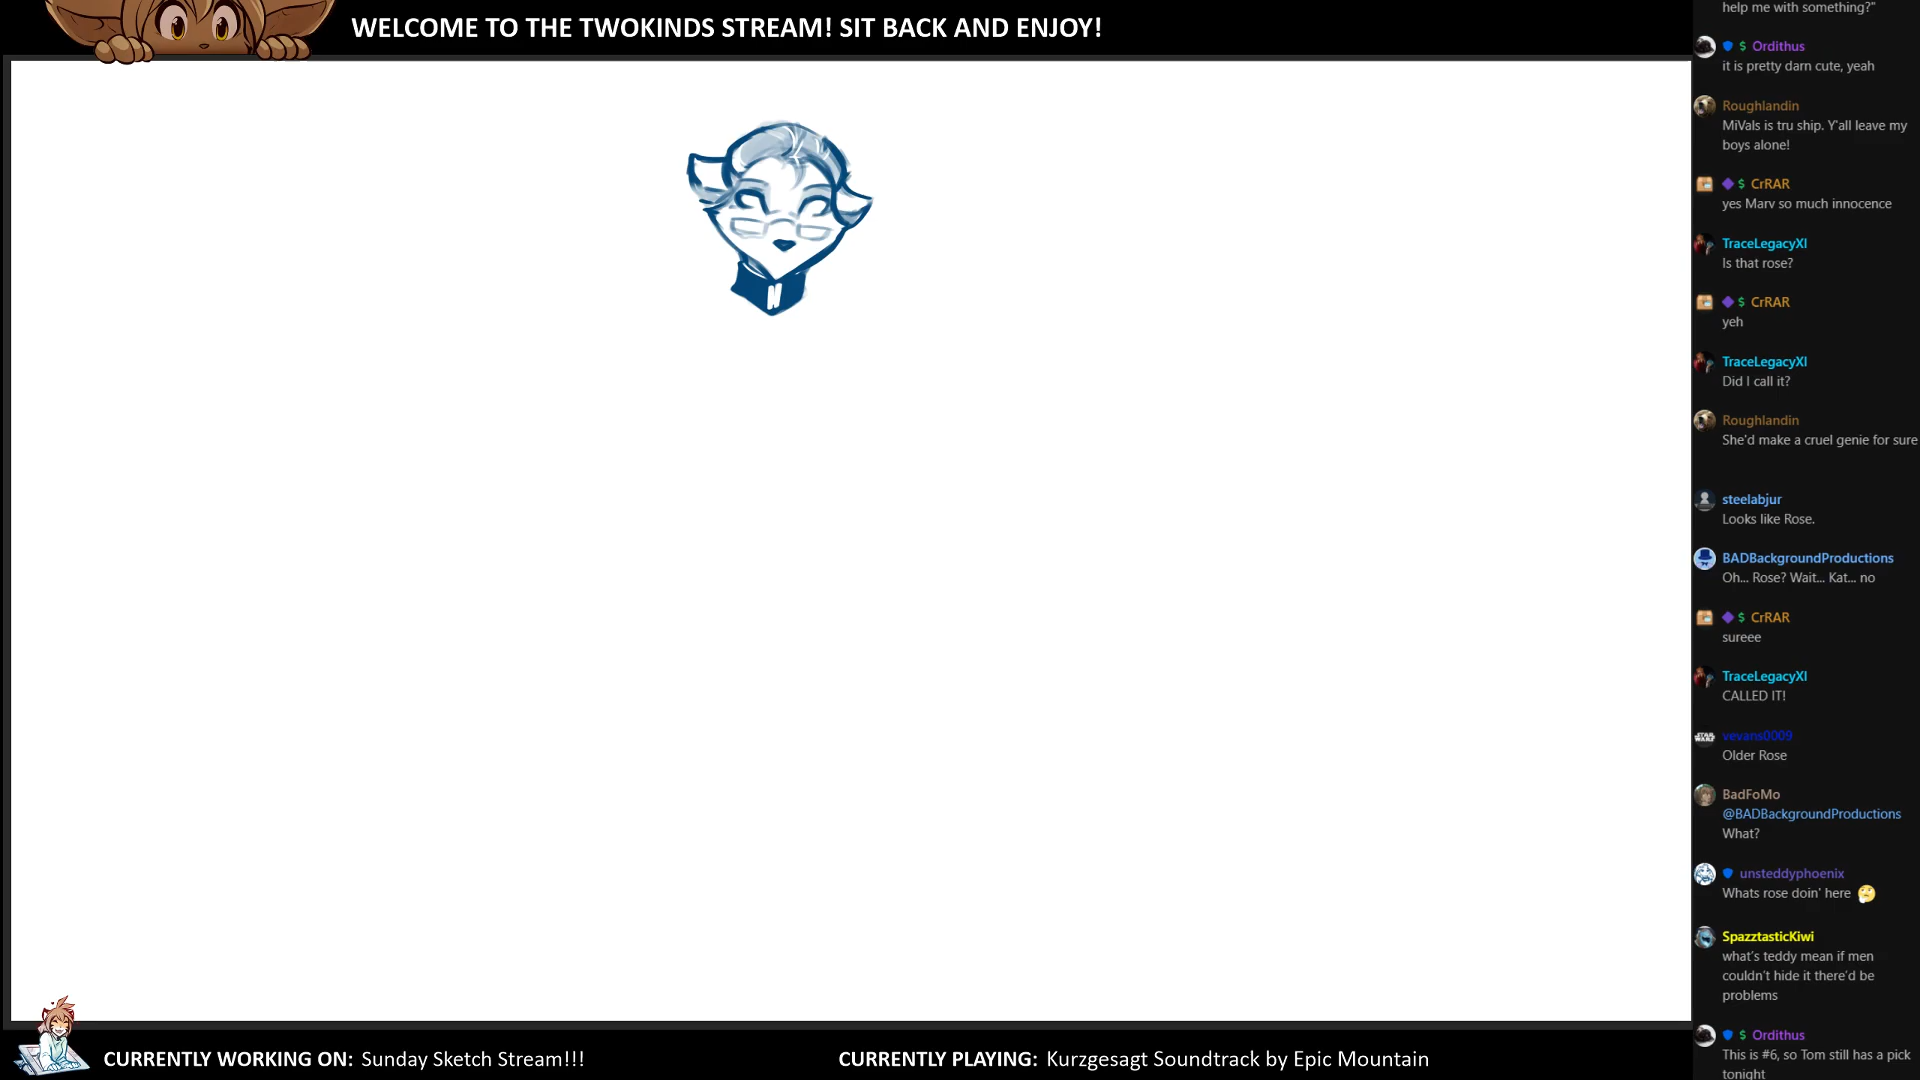 WELCOME TO THE TWOKINDS STREAM! SIT BACK AND ENJOY!
help me with something?"
$ Ordithus
it is pretty darn cute, yeah
Roughlandin
MiVals is tru ship. Y'all leave my
boys alone!
$ CrRAR
yes Marv so much innocence
TraceLegacyXI
Is that rose?
$ CrRAR
yeh
TraceLegacyXI
Did I call it?
Roughlandin
She'd make a cruel genie for sure
steelabjur
Looks like Rose.
BADBackgroundProductions
Oh... Rose? Wait... Kat... no
$ CrRAR
sureee
TraceLegacyXI
CALLED IT!
STAR WARS
vevans0009
Older Rose
BadFoMo
@BADBackgroundProductions
What?
unsteddyphoenix
Whats rose doin' here
SpazztasticKiwi
what's teddy mean if men
couldn't hide it there'd be
problems
$ Ordithus
This is #6, so Tom still has a pick
tonight
CURRENTLY WORKING ON: Sunday Sketch Stream!!!
CURRENTLY PLAYING: Kurzgesagt Soundtrack by Epic Mountain